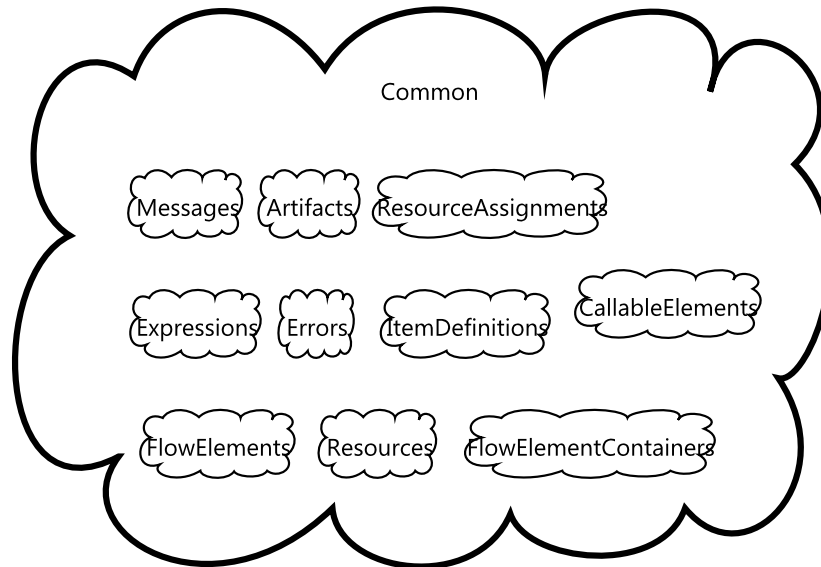 Common
Messages
Artifacts
ResourceAssignments
CallableElements
Expressions
Errors
ItemDefinitions
FlowElements
Resources
FlowElementContainers